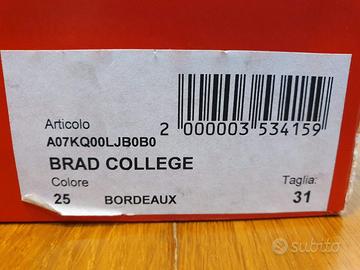 Articolo
A07KQ00LJB0B0
2 000003 534159
BRAD COLLEGE
Colore Taglia:
25 BORDEAUX 31
subito